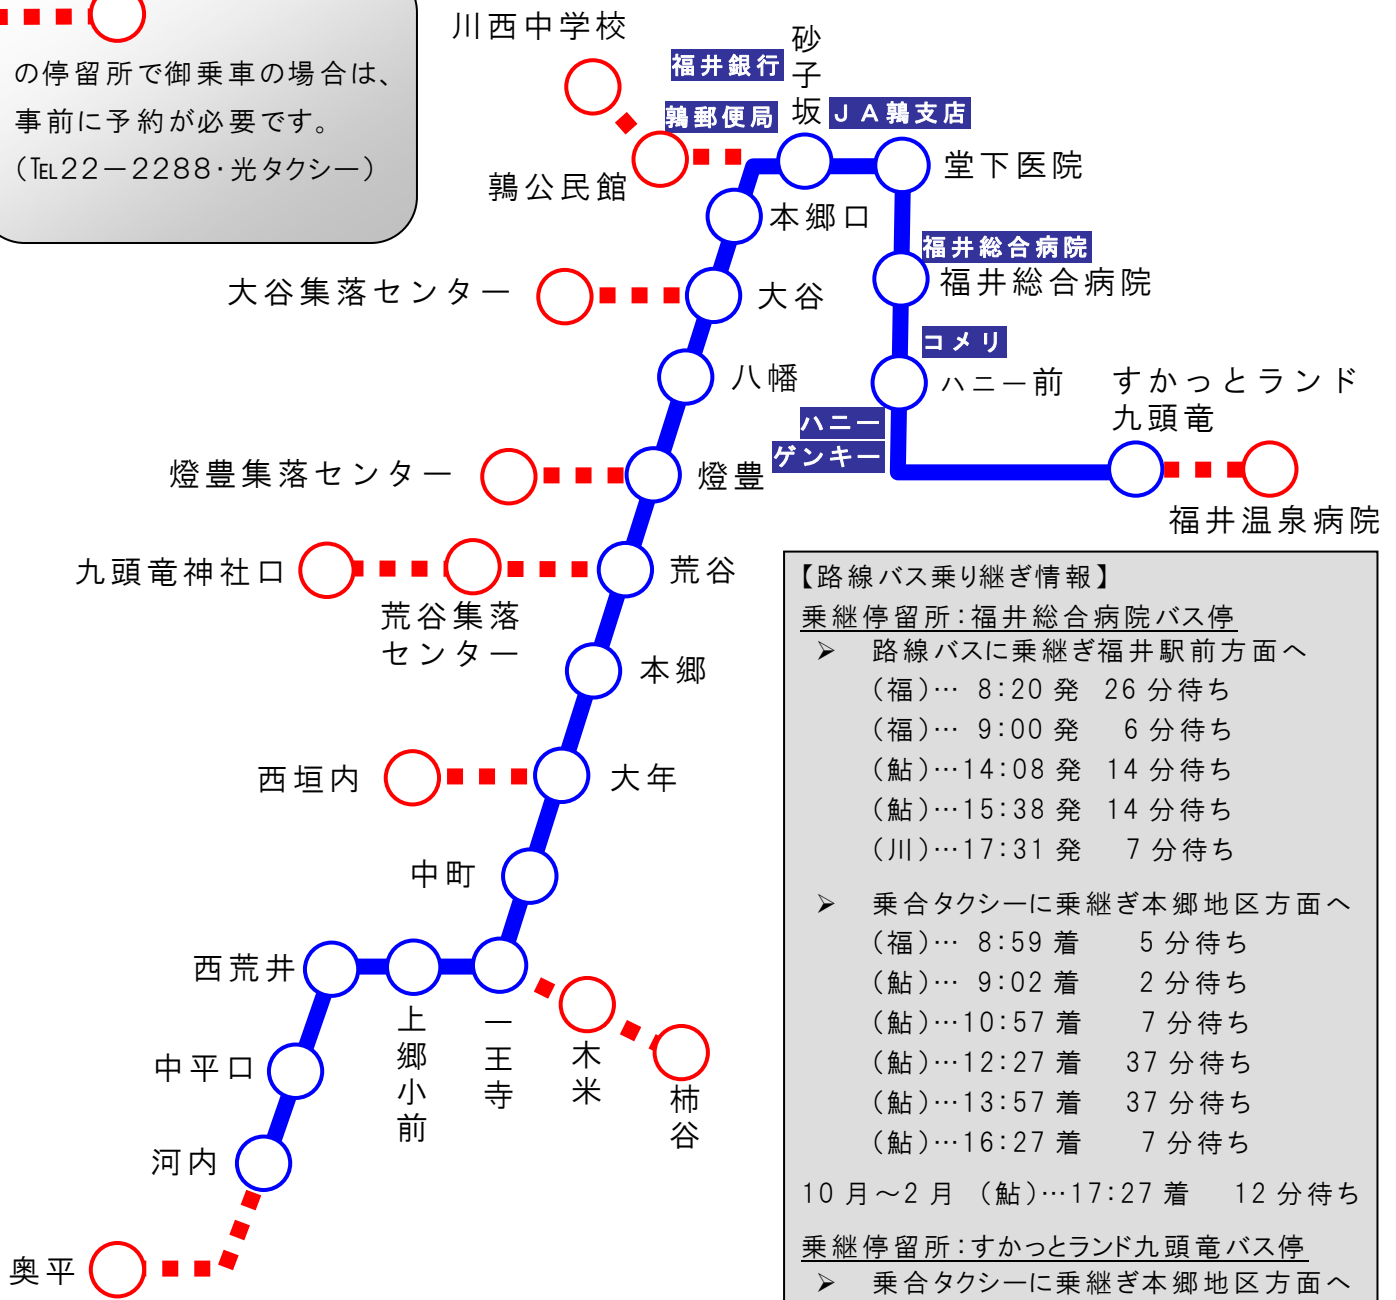 の停留所で御乗車の場合は、
事前に予約が必要です。
(℡22－2288・光タクシー)
川西中学校
福井銀行
砂子坂
鶉郵便局
JA鶉支店
鶉公民館
堂下医院
本郷口
福井総合病院
福井総合病院
大谷集落センター
大谷
コメリ
ハニー前
八幡
すかっとランド
九頭竜
ハニー
ゲンキー
燈豊集落センター
燈豊
福井温泉病院
九頭竜神社口
荒谷集落
センター
荒谷
本郷
西垣内
大年
中町
西荒井
上郷小前
一王寺
木米
柿谷
中平口
河内
奥平
【路線バス乗り継ぎ情報】
乗継停留所：福井総合病院バス停
➢ 路線バスに乗継ぎ福井駅前方面へ
(福)… 8:20 発 26 分待ち
(福)… 9:00 発 6 分待ち
(鮎)…14:08 発 14 分待ち
(鮎)…15:38 発 14 分待ち
(川)…17:31 発 7 分待ち
➢ 乗合タクシーに乗継ぎ本郷地区方面へ
(福)… 8:59 着 5 分待ち
(鮎)… 9:02 着 2 分待ち
(鮎)…10:57 着 7 分待ち
(鮎)…12:27 着 37 分待ち
(鮎)…13:57 着 37 分待ち
(鮎)…16:27 着 7 分待ち
10 月～2 月 (鮎)…17:27 着 12 分待ち
乗継停留所：すかっとランド九頭竜バス停
➢ 乗合タクシーに乗継ぎ本郷地区方面へ